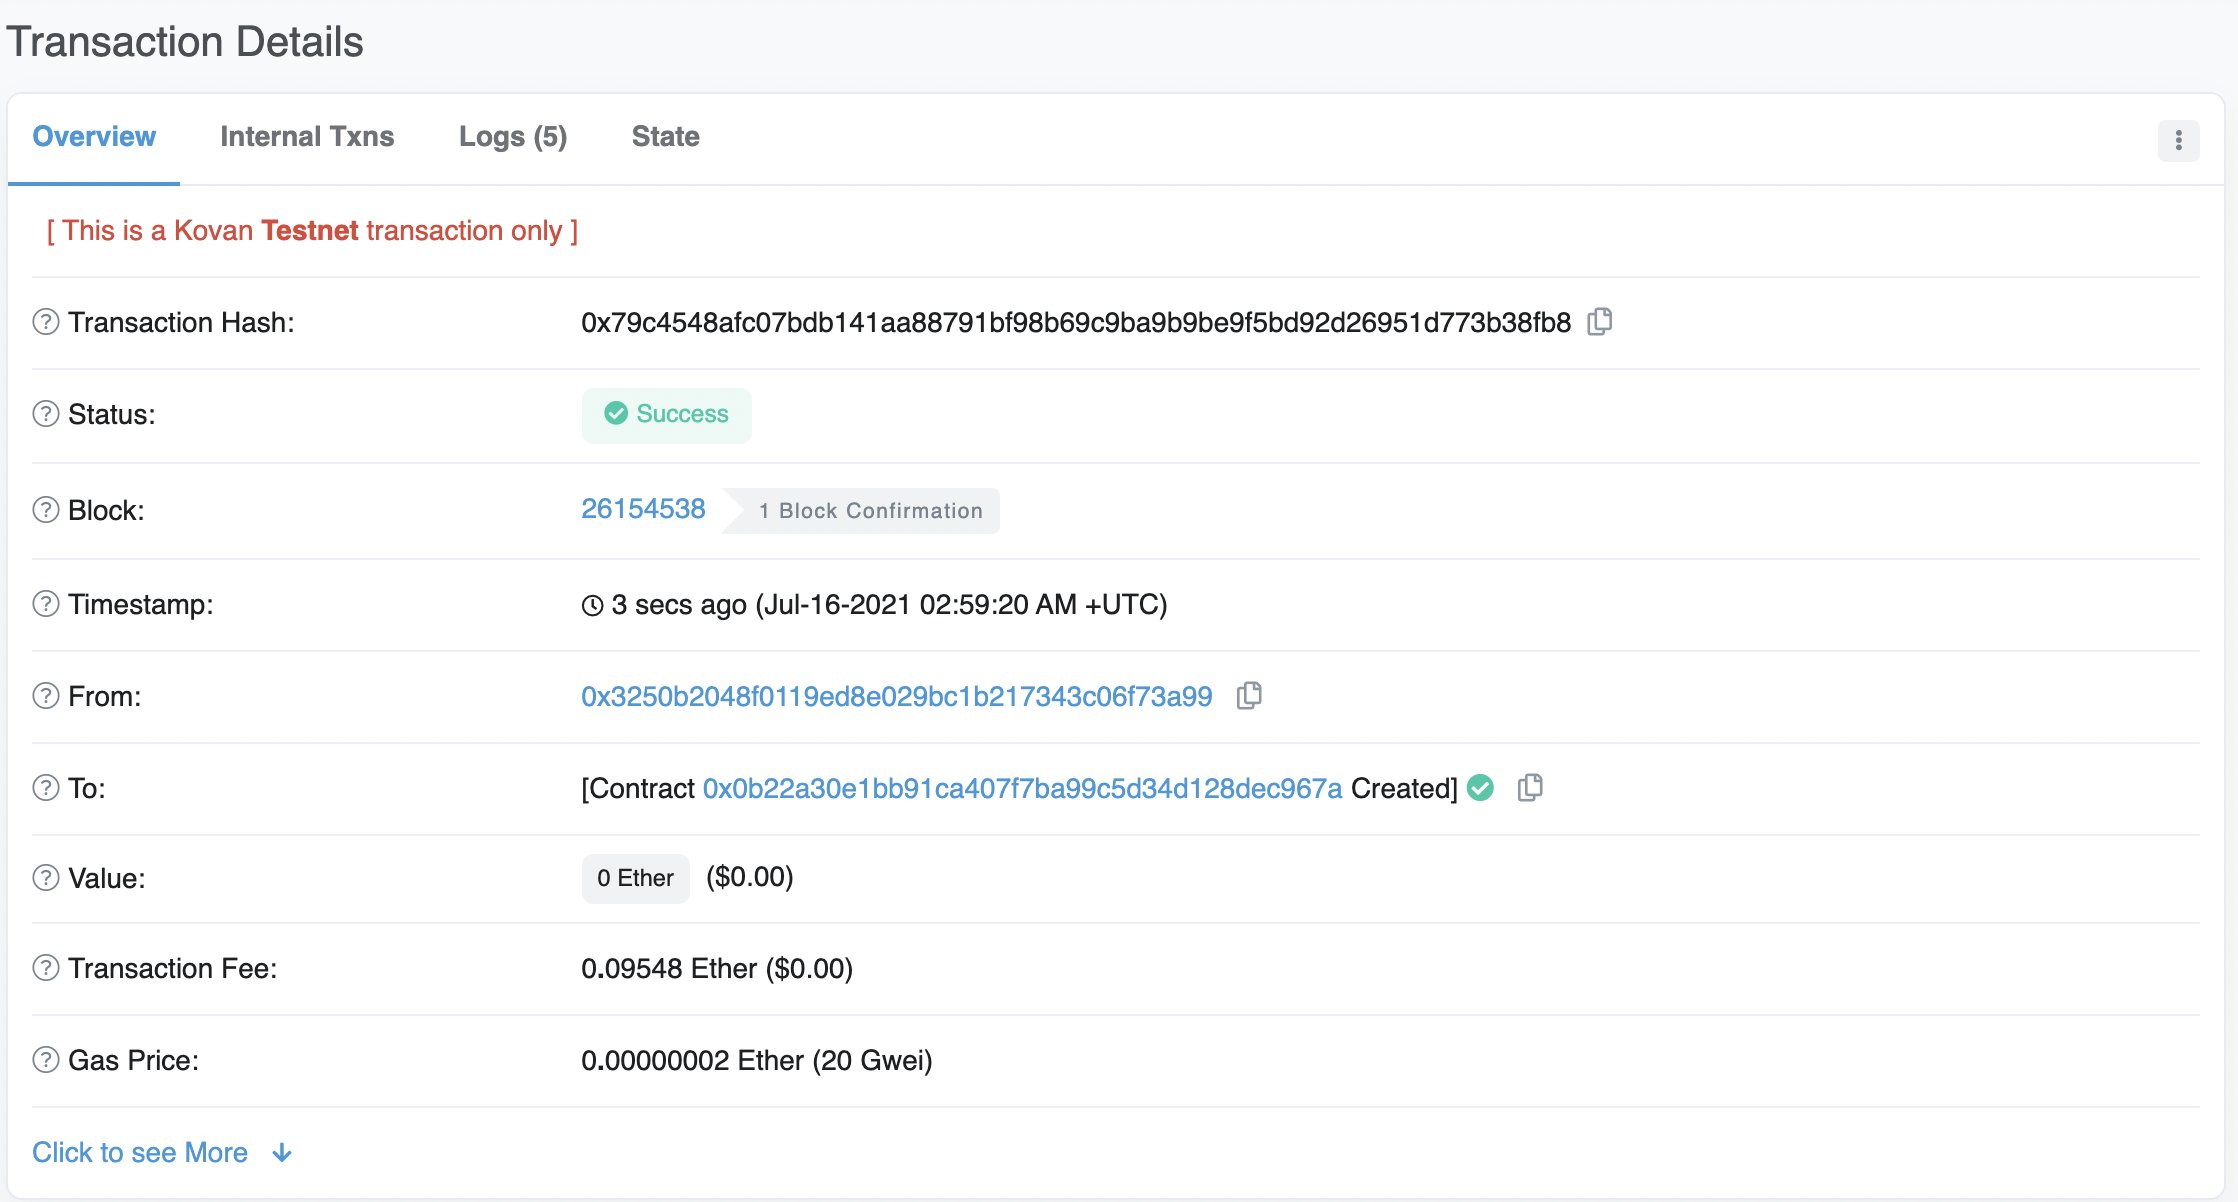 Transaction Details
Overview Internal Txns Logs (5) State
[ This is a Kovan Testnet transaction only ]
Transaction Hash: 0x79c4548afc07bdb141aa88791bf98b69c9ba9b9be9f5bd92d26951d773b38fb8
Status: Success
Block: 26154538 1 Block Confirmation
Timestamp: 3 secs ago (Jul-16-2021 02:59:20 AM +UTC)
From: 0x3250b2048f0119ed8e029bc1b217343c06f73a99
To: [Contract 0x0b22a30e1bb91ca407f7ba99c5d34d128dec967a Created]
Value: 0 Ether ($0.00)
Transaction Fee: 0.09548 Ether ($0.00)
Gas Price: 0.00000002 Ether (20 Gwei)
Click to see More